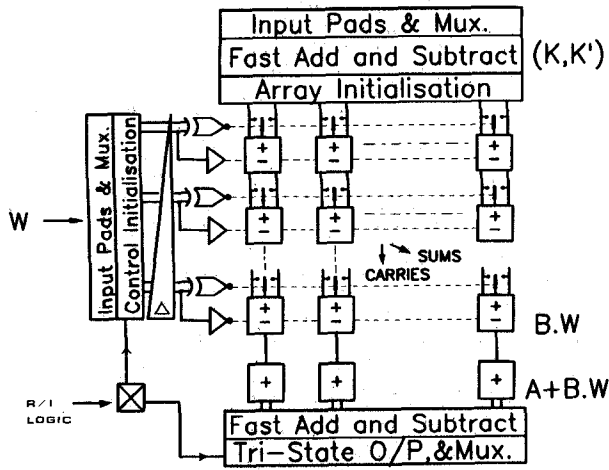 Input Pads & Mux.
Fast Add and Subtract
(K,K')
Array Initialisation
Input Pads & Mux.
Control Initialisation
W
Δ
+
-
+
-
+
-
+
-
+
-
+
-
SUMS
CARRIES
+
-
+
-
+
-
B.W
+
+
+
A+B.W
R/I
LOGIC
Fast Add and Subtract
Tri-State O/P,&Mux.